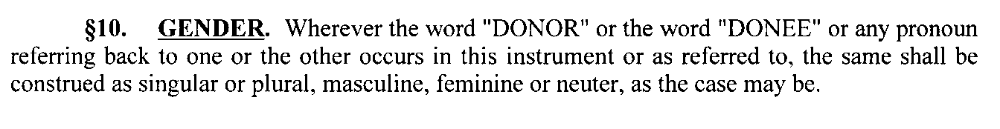 §10. GENDER. Wherever the word "DONOR" or the word "DONEE" or any pronoun
referring back to one or the other occurs in this instrument or as referred to, the same shall be
construed as singular or plural, masculine, feminine or neuter, as the case may be.